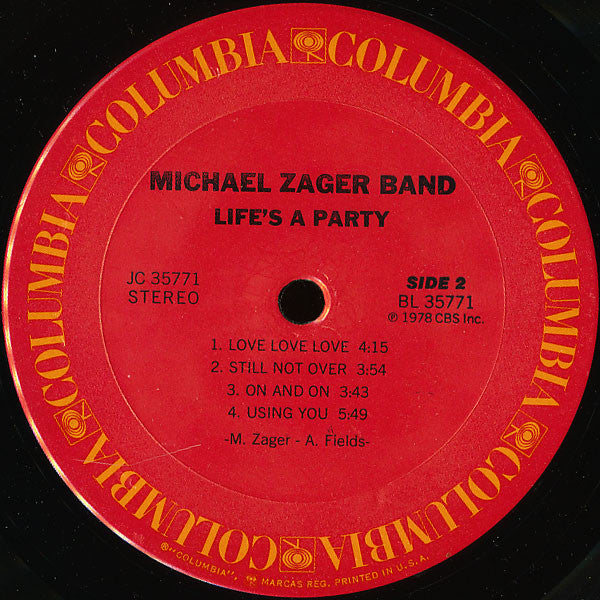 COLUMBIA COLUMBIA COLUMBIA COLUMBIA COLUMBIA COLUMBIA
MICHAEL ZAGER BAND
LIFE'S A PARTY
JC 35771
STEREO
SIDE 2
BL 35771
Ⓟ 1978 CBS Inc.
1. LOVE LOVE LOVE 4:15
2. STILL NOT OVER 3:54
3. ON AND ON 3:43
4. USING YOU 5:49
-M. Zager - A. Fields-
®"COLUMBIA", MARCAS REG. PRINTED IN U.S.A.